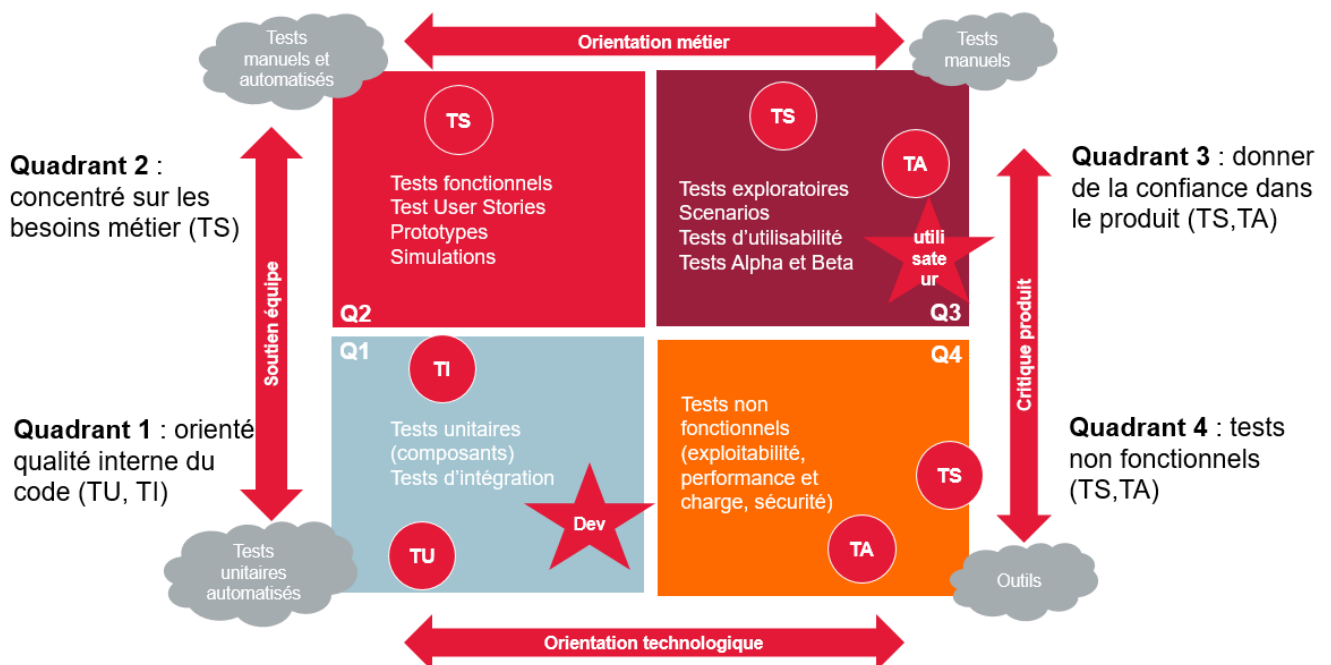 Tests
manuels et
automatisés
Orientation métier
Tests
manuels
Quadrant 2 :
concentré sur les
besoins métier (TS)
Soutien équipe
TS
Tests fonctionnels
Test User Stories
Prototypes
Simulations
Q2
TS
TA
Tests exploratoires
Scenarios
Tests d'utilisabilité
Tests Alpha et Beta
utili
sate
ur
Q3
Critique produit
Quadrant 3 : donner
de la confiance dans
le produit (TS,TA)
Quadrant 1 : orienté
qualité interne du
code (TU, TI)
Q1
TI
Tests unitaires
(composants)
Tests d'intégration
Dev
TU
Q4
Tests non
fonctionnels
(exploitabilité,
performance et
charge, sécurité)
TS
TA
Quadrant 4 : tests
non fonctionnels
(TS,TA)
Tests
unitaires
automatisés
Orientation technologique
Outils